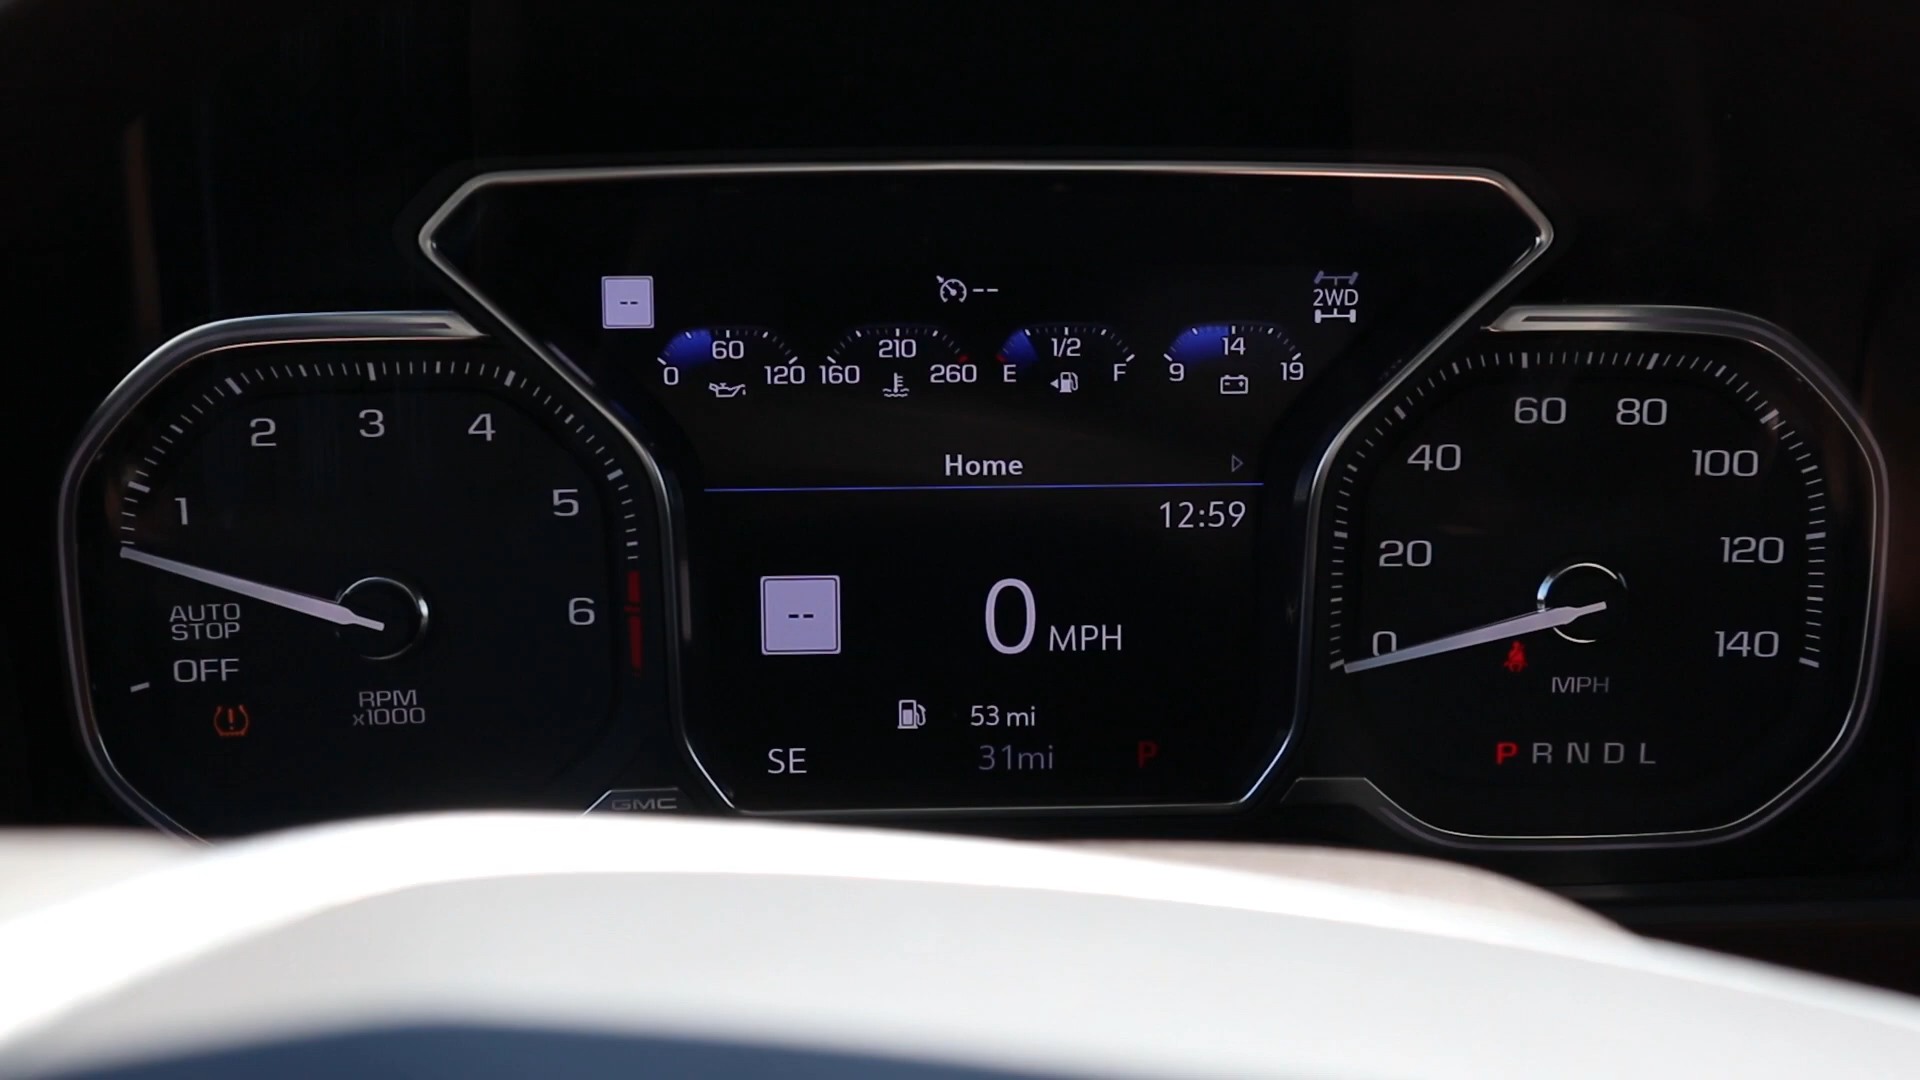 -- -- 2WD
60 210 1/2 14
0 120 160 260 E F 9 19
Home
12:59
-- 0 MPH
53 mi
SE 31mi P
GMC
1 2 3 4 5 6
AUTO
STOP
OFF
RPM
x1000
0 20 40 60 80 100 120 140
MPH
P R N D L